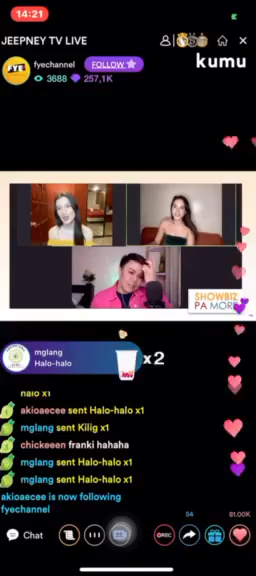 14:21
JEEPNEY TV LIVE
kumu
fyechannel
FOLLOW
3688 257,1K
FYE
SHOWBIZ
PA MORE
mglang
Halo-halo
x2
halo x1
akioaecee sent Halo-halo x1
mglang sent Kilig x1
chickeeen franki hahaha
mglang sent Halo-halo x1
mglang sent Halo-halo x1
akioaecee is now following
fyechannel
54
81.00K
Chat
REC